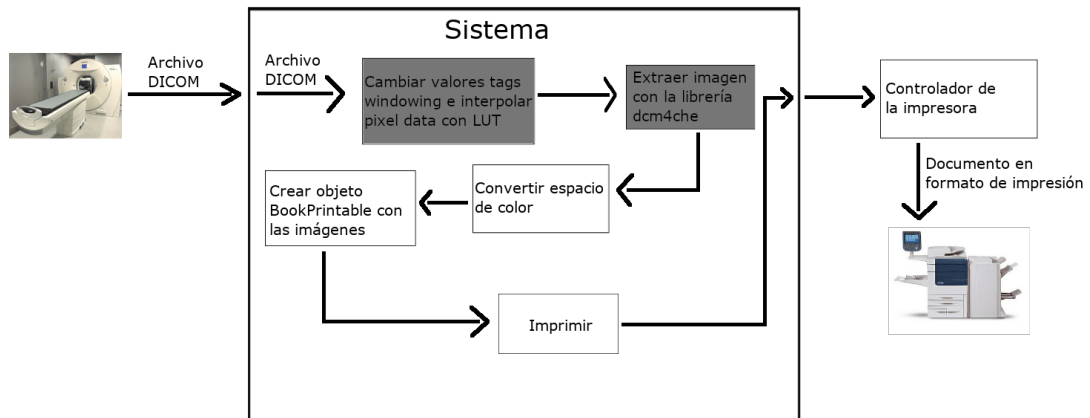 Sistema
Archivo
DICOM
Archivo
DICOM
Cambiar valores tags
windowing e interpolar
pixel data con LUT
Extraer imagen
con la librería
dcm4che
Controlador de
la impresora
Convertir espacio
de color
Crear objeto
BookPrintable con
las imágenes
Documento en
formato de impresión
Imprimir